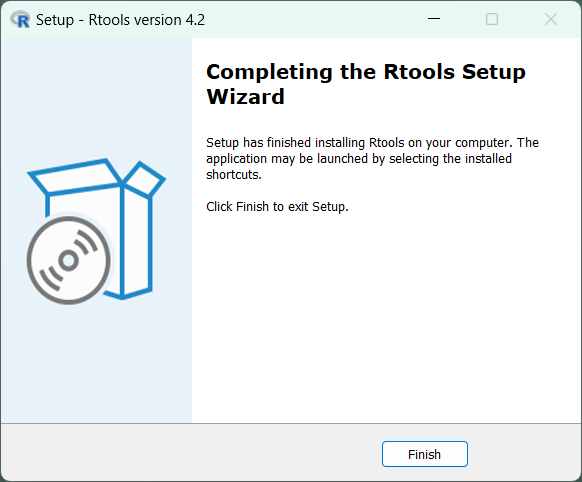 Setup - Rtools version 4.2
Completing the Rtools Setup
Wizard
Setup has finished installing Rtools on your computer. The
application may be launched by selecting the installed
shortcuts.
Click Finish to exit Setup.
Finish